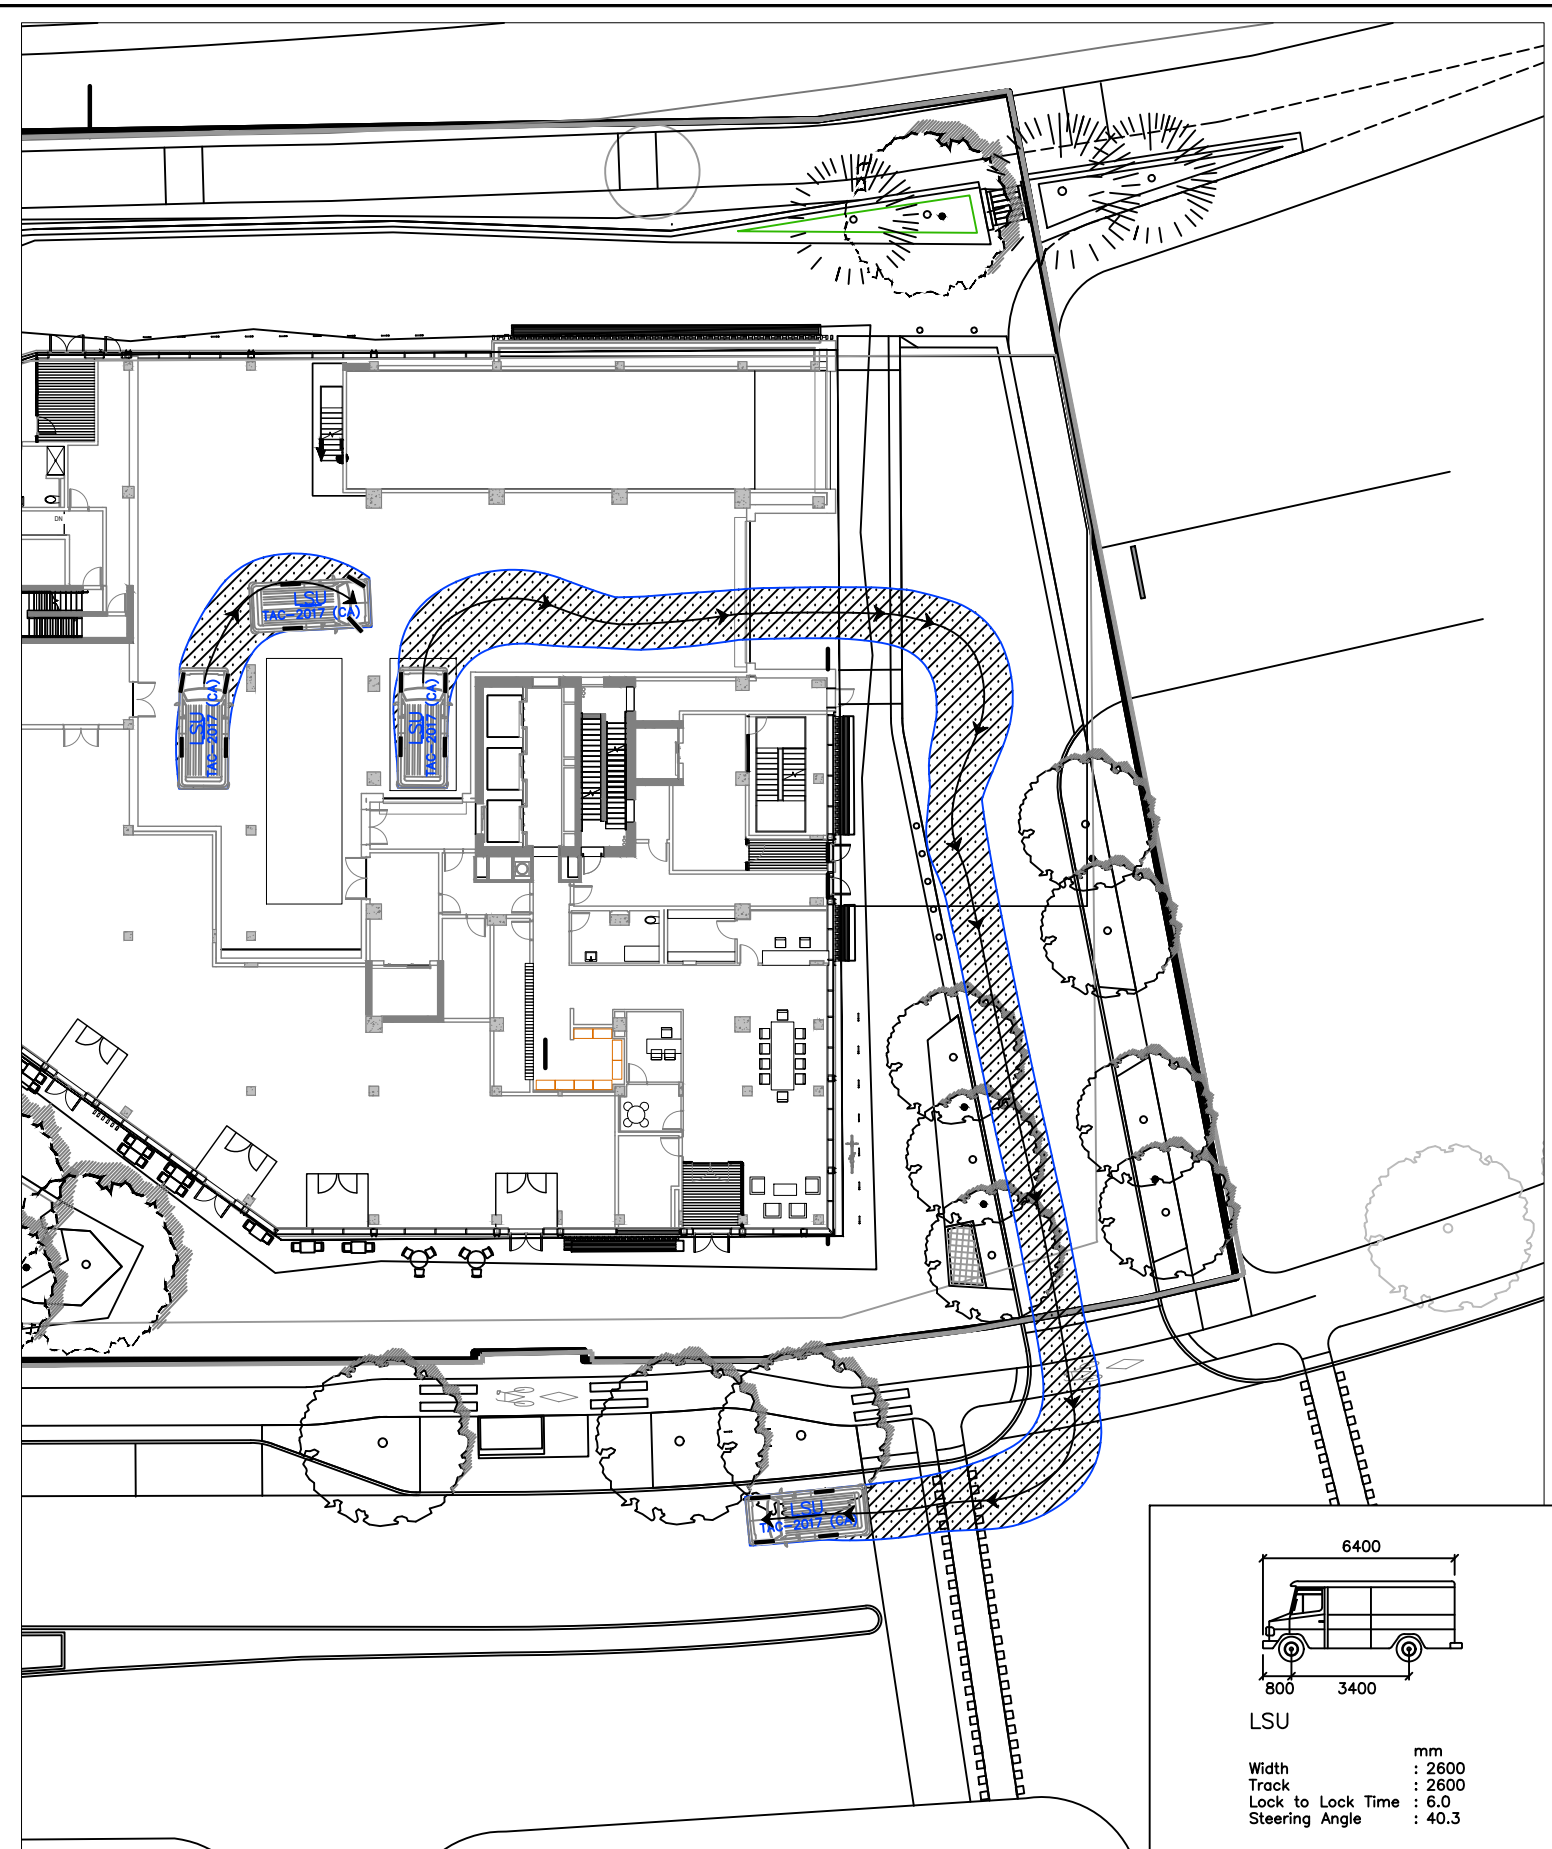 DN
LSU
TAC-2017 (CA)
LSU
TAC-2017 (CA)
LSU
TAC-2017 (CA)
LSU
TAC-2017 (CA)
6400
800
3400
LSU
mm
Width : 2600
Track : 2600
Lock to Lock Time : 6.0
Steering Angle : 40.3